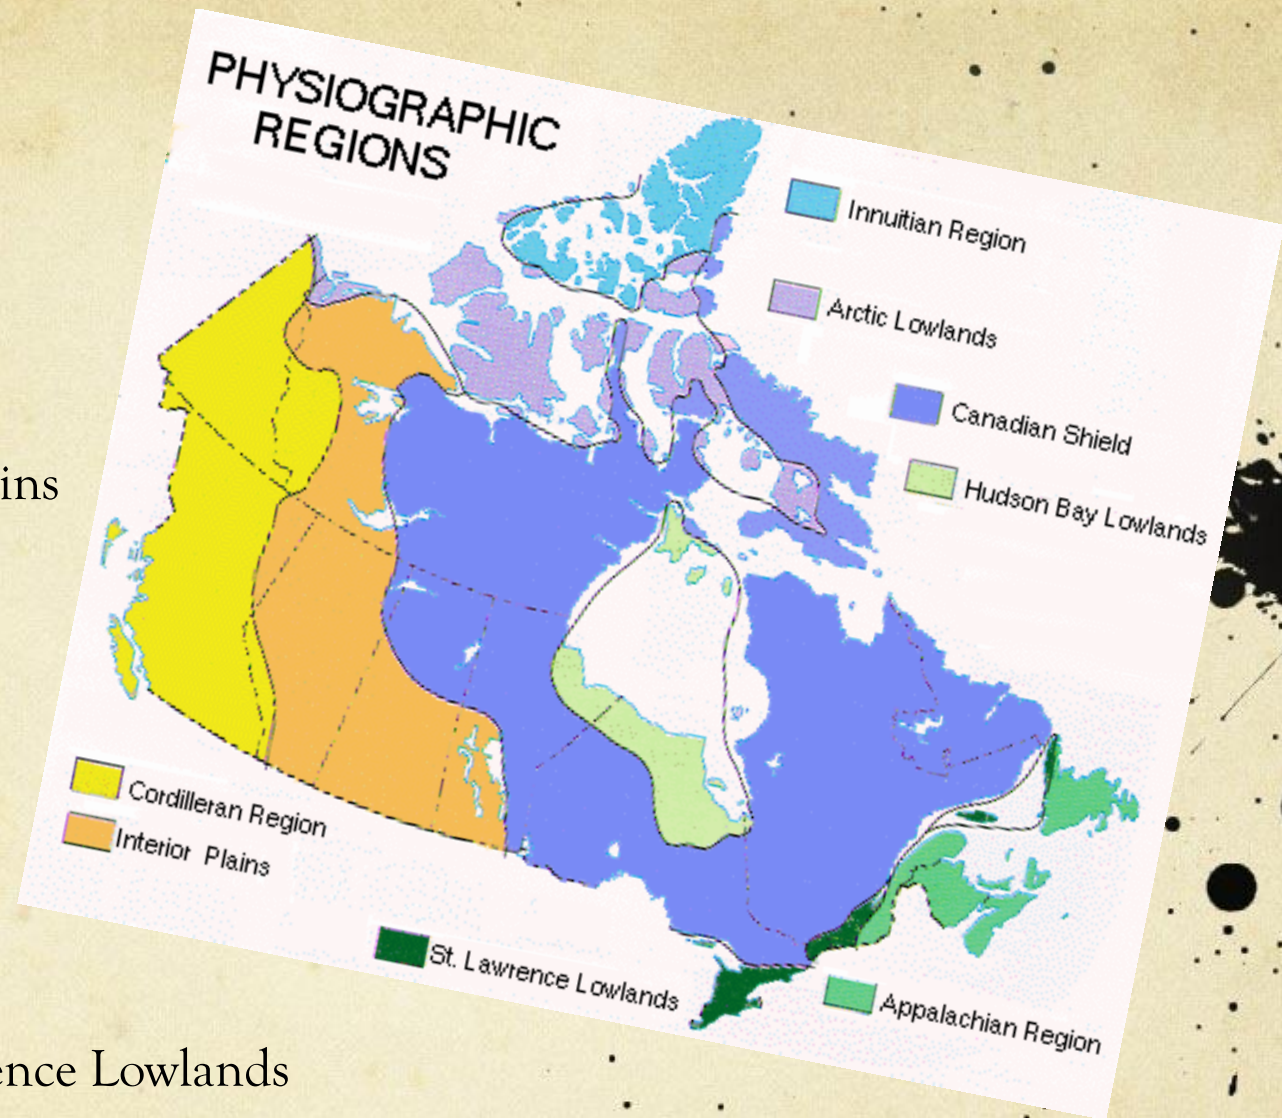 PHYSIOGRAPHIC
REGIONS
Innuitian Region
Arctic Lowlands
Canadian Shield
Hudson Bay Lowlands
ins
Cordilleran Region
Interior Plains
St. Lawrence Lowlands
Appalachian Region
ence Lowlands